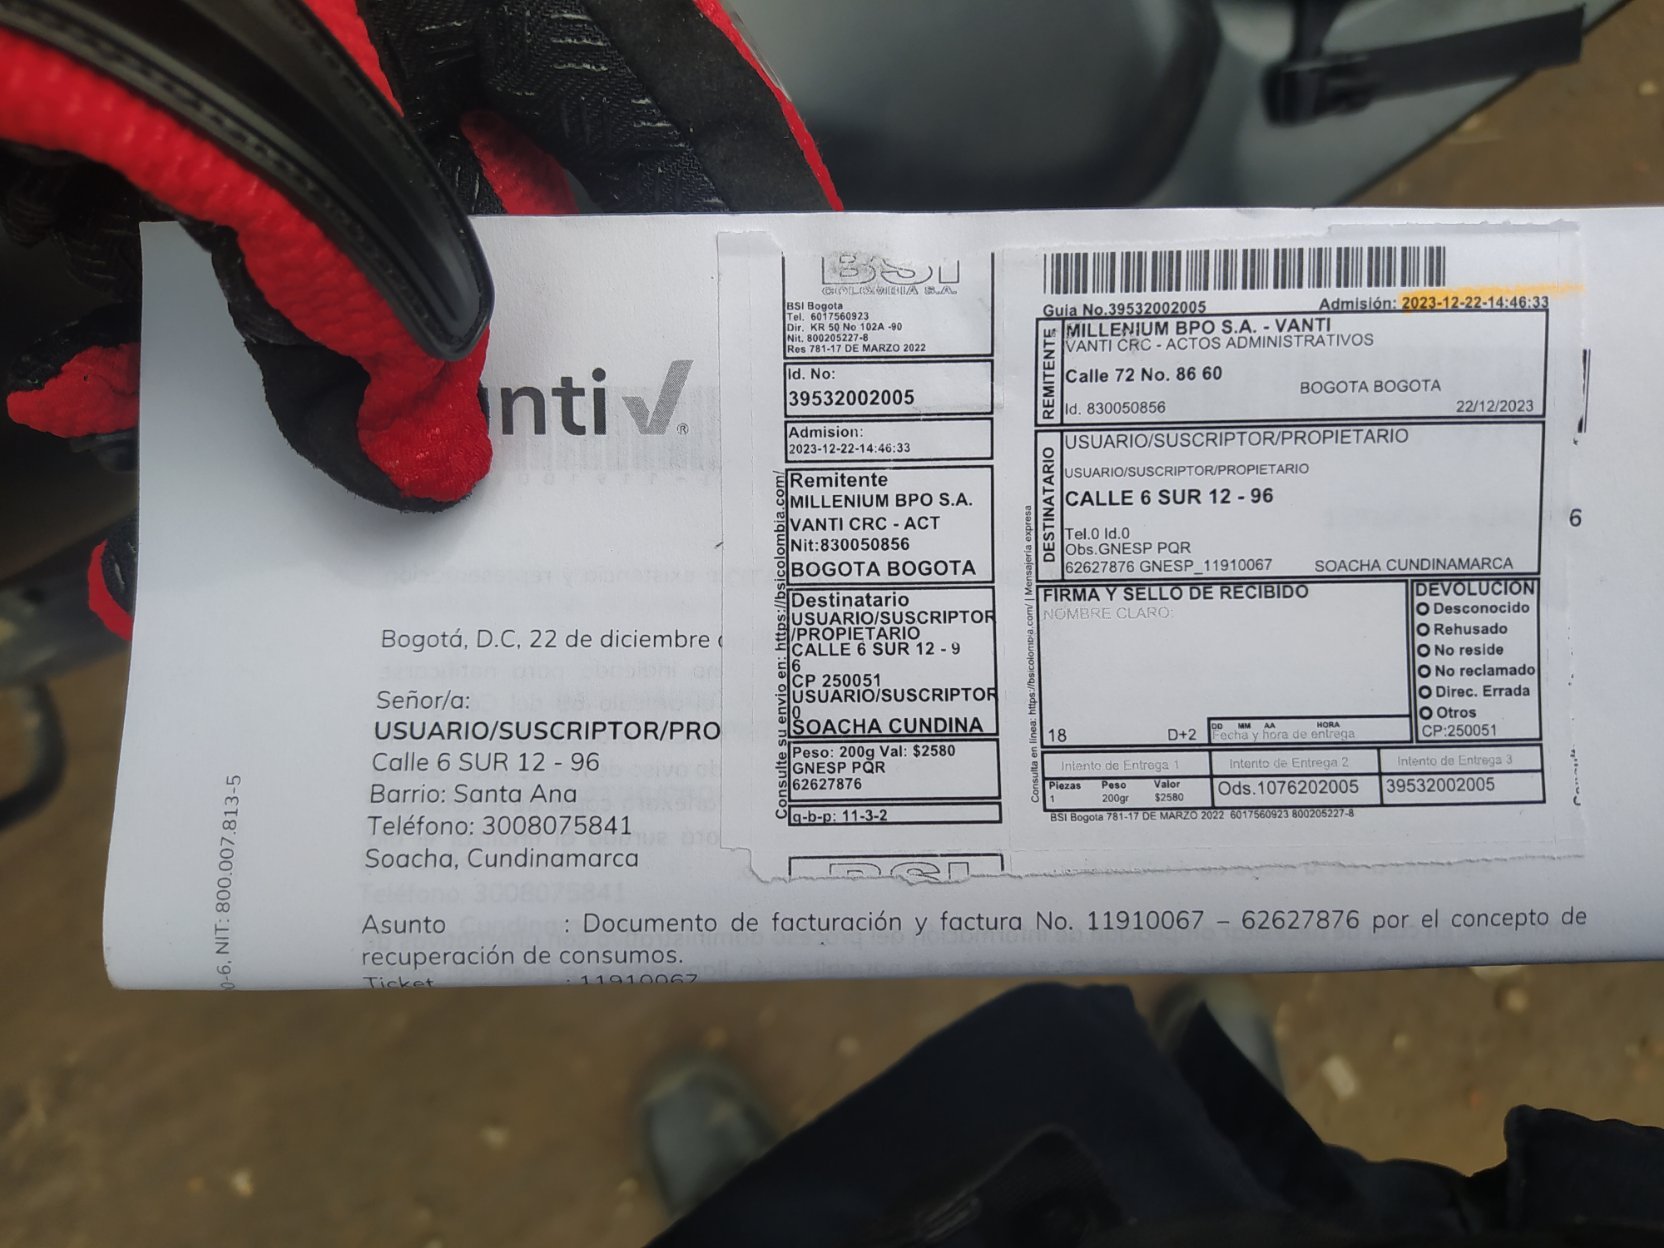 BSI
COLOMBIA S.A.
BSI Bogota
Tel. 6017560923
Dir. KR 50 No 102A -90
Nit. 800205227-8
Res 781-17 DE MARZO 2022
Id. No:
39532002005
Admision:
2023-12-22-14:46:33
Remitente
MILLENIUM BPO S.A.
VANTI CRC - ACT
Nit:830050856
BOGOTA BOGOTA
Destinatario
USUARIO/SUSCRIPTOR
/PROPIETARIO
CALLE 6 SUR 12 - 9
6
CP 250051
USUARIO/SUSCRIPTOR
0
SOACHA CUNDINA
Peso: 200g Val: $2580
GNESP PQR
62627876
q-b-p: 11-3-2
Consulte su envio en: https://bsicolombia.com/
BSI
Guia No.39532002005 Admisión: 2023-12-22-14:46:33
REMITENTE
MILLENIUM BPO S.A. - VANTI
VANTI CRC - ACTOS ADMINISTRATIVOS
Calle 72 No. 86 60
BOGOTA BOGOTA
Id. 830050856 22/12/2023
DESTINATARIO
USUARIO/SUSCRIPTOR/PROPIETARIO
USUARIO/SUSCRIPTOR/PROPIETARIO
CALLE 6 SUR 12 - 96
Tel.0 Id.0
Obs.GNESP PQR
62627876 GNESP_11910067 SOACHA CUNDINAMARCA
FIRMA Y SELLO DE RECIBIDO
NOMBRE CLARO:
18 D+2
DD MM AA HORA
Fecha y hora de entrega
DEVOLUCION
Desconocido
Rehusado
No reside
No reclamado
Direc. Errada
Otros
CP:250051
Intento de Entrega 1 Intento de Entrega 2 Intento de Entrega 3
Piezas Peso Valor
1 200gr $2580
Ods.1076202005 39532002005
BSI Bogota 781-17 DE MARZO 2022 6017560923 800205227-8
Consulta en linea: https://bsicolombia.com/ | Mensajeria expresa
6
nti
Bogotá, D.C, 22 de diciembre
Señor/a:
USUARIO/SUSCRIPTOR/PRO
Calle 6 SUR 12 - 96
Barrio: Santa Ana
Teléfono: 3008075841
Soacha, Cundinamarca
Asunto : Documento de facturación y factura No. 11910067 – 62627876 por el concepto de
recuperación de consumos.
Ticket : 11910067
0-6, NIT: 800.007.813-5